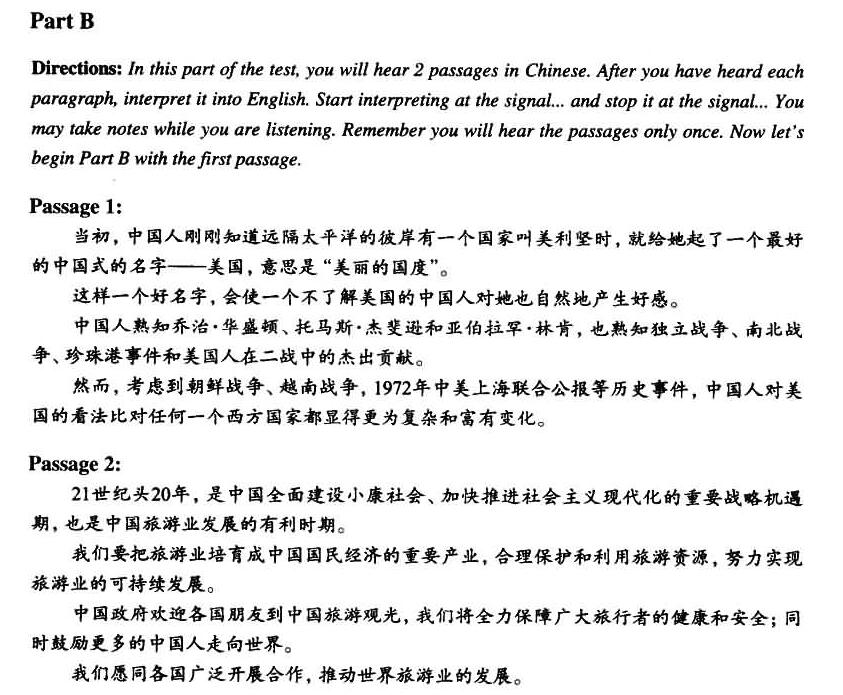 Part B
Directions: In this part of the test, you will hear 2 passages in Chinese. After you have heard each
paragraph, interpret it into English. Start interpreting at the signal... and stop it at the signal... You
may take notes while you are listening. Remember you will hear the passages only once. Now let's
begin Part B with the first passage.
Passage 1:
当初，中国人刚刚知道远隔太平洋的彼岸有一个国家叫美利坚时，就给她起了一个最好
的中国式的名字——美国，意思是“美丽的国度”。
这样一个好名字，会使一个不了解美国的中国人对她也自然地产生好感。
中国人熟知乔治·华盛顿、托马斯·杰斐逊和亚伯拉罕·林肯，也熟知独立战争、南北战
争、珍珠港事件和美国人在二战中的杰出贡献。
然而，考虑到朝鲜战争、越南战争，1972年中美上海联合公报等历史事件，中国人对美
国的看法比对任何一个西方国家都显得更为复杂和富有变化。
Passage 2:
21世纪头20年，是中国全面建设小康社会、加快推进社会主义现代化的重要战略机遇
期，也是中国旅游业发展的有利时期。
我们要把旅游业培育成中国国民经济的重要产业，合理保护和利用旅游资源，努力实现
旅游业的可持续发展。
中国政府欢迎各国朋友到中国旅游观光，我们将全力保障广大旅行者的健康和安全；同
时鼓励更多的中国人走向世界。
我们愿同各国广泛开展合作，推动世界旅游业的发展。